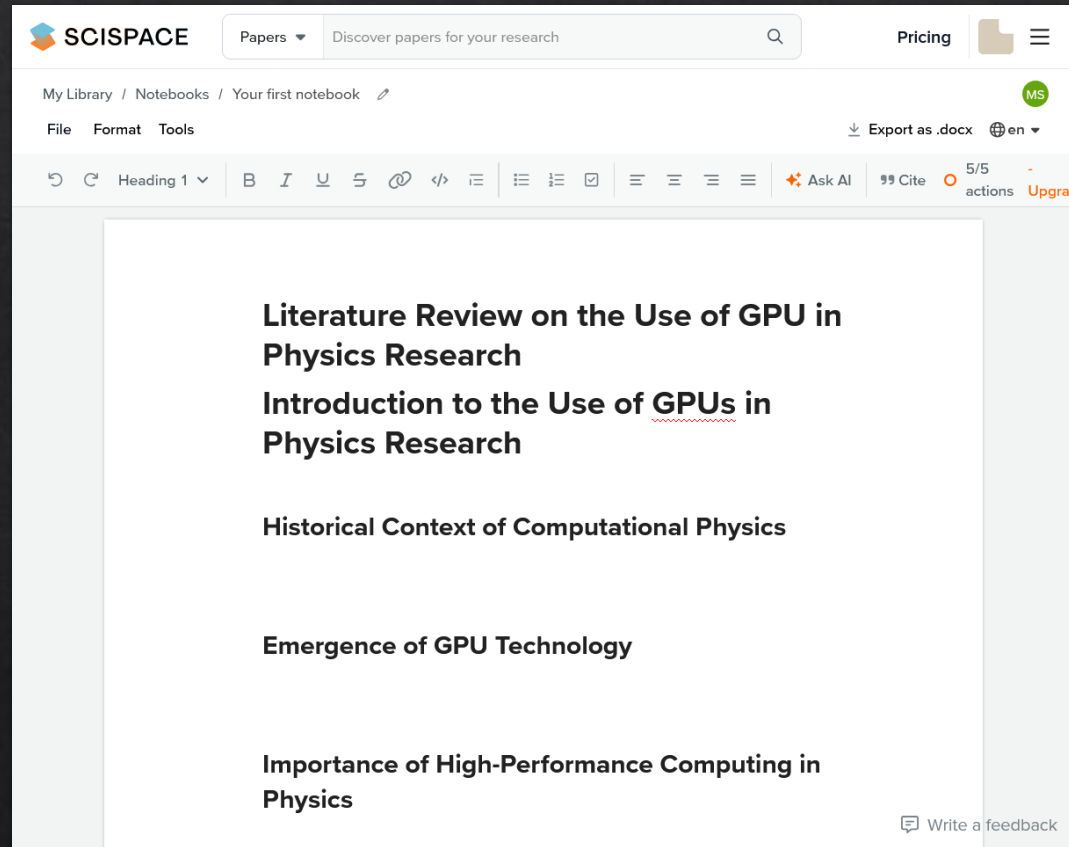 SCISPACE
Papers
Discover papers for your research
Pricing
My Library / Notebooks / Your first notebook
MS
File Format Tools
Export as .docx
en
Heading 1
B I U S
</>
Ask AI
Cite
5/5
actions
-
Upgra
Literature Review on the Use of GPU in
Physics Research
Introduction to the Use of GPUs in
Physics Research
Historical Context of Computational Physics
Emergence of GPU Technology
Importance of High-Performance Computing in
Physics
Write a feedback